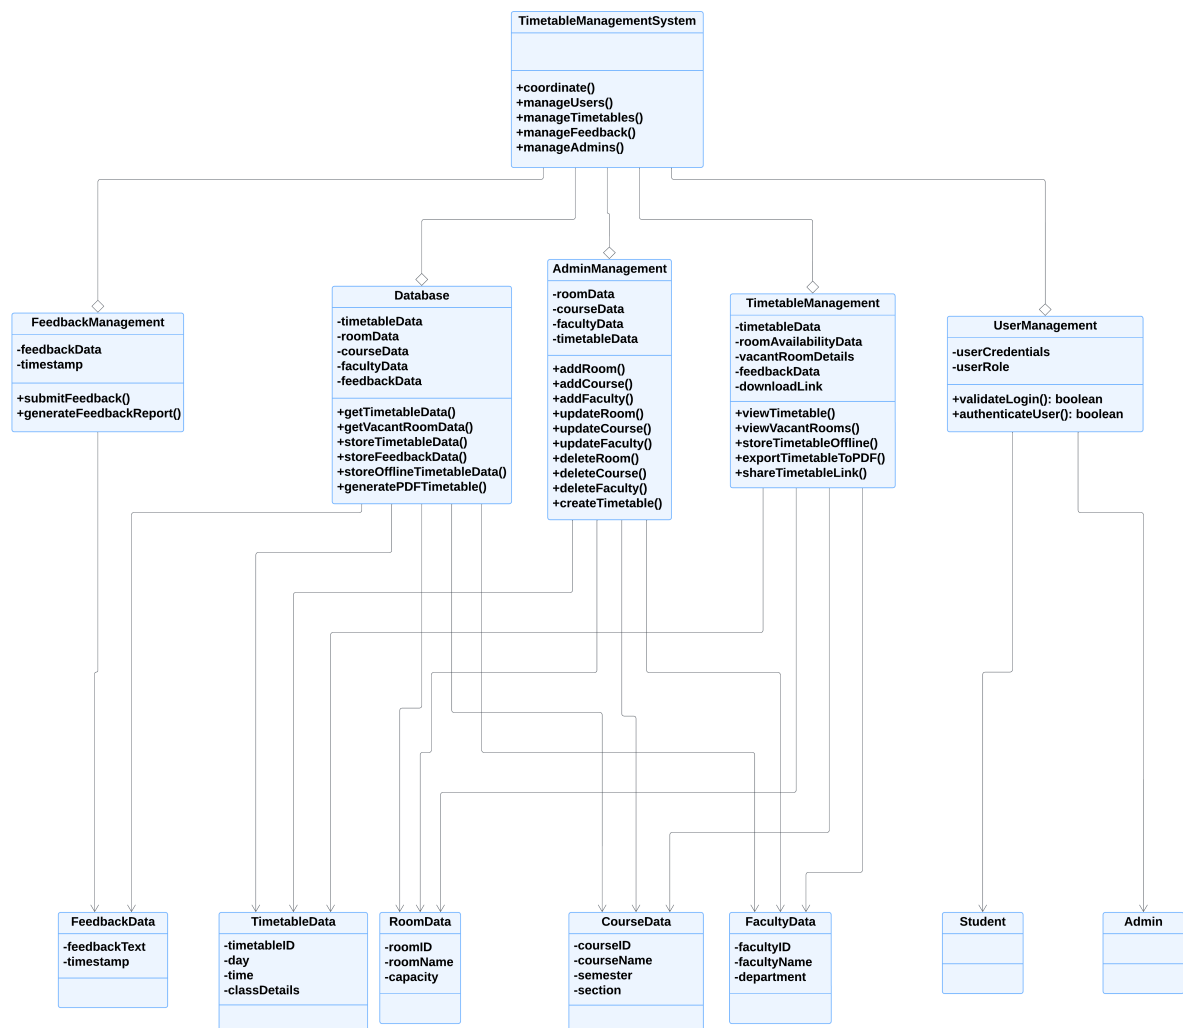 TimetableManagementSystem
+coordinate()
+manageUsers()
+manageTimetables()
+manageFeedback()
+manageAdmins()
FeedbackManagement
-feedbackData
-timestamp
+submitFeedback()
+generateFeedbackReport()
Database
-timetableData
-roomData
-courseData
-facultyData
-feedbackData
+getTimetableData()
+getVacantRoomData()
+storeTimetableData()
+storeFeedbackData()
+storeOfflineTimetableData()
+generatePDFTimetable()
AdminManagement
-roomData
-courseData
-facultyData
-timetableData
+addRoom()
+addCourse()
+addFaculty()
+updateRoom()
+updateCourse()
+updateFaculty()
+deleteRoom()
+deleteCourse()
+deleteFaculty()
+createTimetable()
TimetableManagement
-timetableData
-roomAvailabilityData
-vacantRoomDetails
-feedbackData
-downloadLink
+viewTimetable()
+viewVacantRooms()
+storeTimetableOffline()
+exportTimetableToPDF()
+shareTimetableLink()
UserManagement
-userCredentials
-userRole
+validateLogin(): boolean
+authenticateUser(): boolean
FeedbackData
-feedbackText
-timestamp
TimetableData
-timetableID
-day
-time
-classDetails
RoomData
-roomID
-roomName
-capacity
CourseData
-courseID
-courseName
-semester
-section
FacultyData
-facultyID
-facultyName
-department
Student
Admin